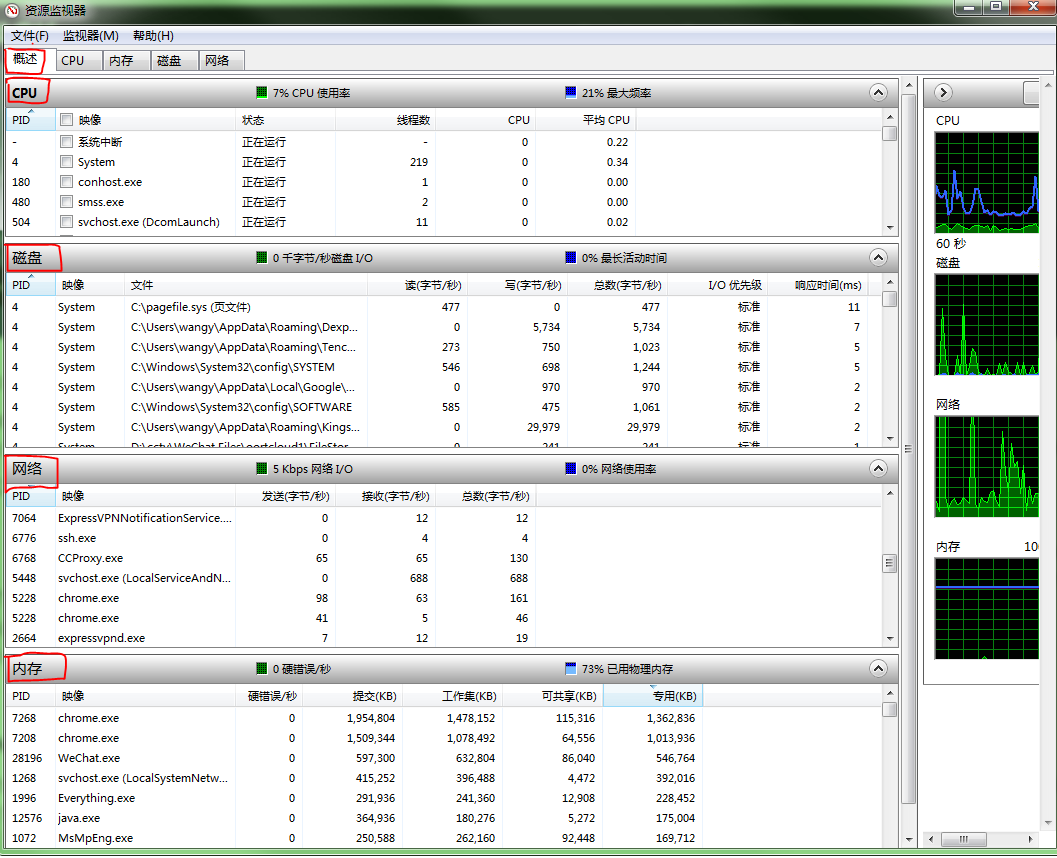 资源监视器
文件(F) 监视器(M) 帮助(H)
概述 CPU 内存 磁盘 网络
CPU 7% CPU 使用率 21% 最大频率
PID 映像 状态 线程数 CPU 平均 CPU
- 系统中断 正在运行 - 0 0.22
4 System 正在运行 219 0 0.34
180 conhost.exe 正在运行 1 0 0.00
480 smss.exe 正在运行 2 0 0.00
504 svchost.exe (DcomLaunch) 正在运行 11 0 0.02
磁盘 0 千字节/秒磁盘 I/O 0% 最长活动时间
PID 映像 文件 读(字节/秒) 写(字节/秒) 总数(字节/秒) I/O 优先级 响应时间(ms)
4 System C:\pagefile.sys (页文件) 477 0 477 标准 11
4 System C:\Users\wangy\AppData\Roaming\Dexp... 0 5,734 5,734 标准 7
4 System C:\Users\wangy\AppData\Roaming\Tenc... 273 750 1,023 标准 5
4 System C:\Windows\System32\config\SYSTEM 546 698 1,244 标准 5
4 System C:\Users\wangy\AppData\Local\Google\... 0 970 970 标准 2
4 System C:\Windows\System32\config\SOFTWARE 585 475 1,061 标准 2
4 System C:\Users\wangy\AppData\Roaming\Kings... 0 29,979 29,979 标准 2
4 System 0 241 241 标准 1
网络 5 Kbps 网络 I/O 0% 网络使用率
PID 映像 发送(字节/秒) 接收(字节/秒) 总数(字节/秒)
7064 ExpressVPNNotificationService.... 0 12 12
6776 ssh.exe 0 4 4
6768 CCProxy.exe 65 65 130
5448 svchost.exe (LocalServiceAndN... 0 688 688
5228 chrome.exe 98 63 161
5228 chrome.exe 41 5 46
2664 expressvpnd.exe 7 12 19
内存 0 硬错误/秒 73% 已用物理内存
PID 映像 硬错误/秒 提交(KB) 工作集(KB) 可共享(KB) 专用(KB)
7268 chrome.exe 0 1,954,804 1,478,152 115,316 1,362,836
7208 chrome.exe 0 1,509,344 1,078,492 64,556 1,013,936
28196 WeChat.exe 0 597,300 632,804 86,040 546,764
1268 svchost.exe (LocalSystemNetw... 0 415,252 396,488 4,472 392,016
1996 Everything.exe 0 291,936 241,360 12,908 228,452
12576 java.exe 0 364,936 180,276 5,272 175,004
1072 MsMpEng.exe 0 250,588 262,160 92,448 169,712
CPU
60 秒
磁盘
网络
内存 100